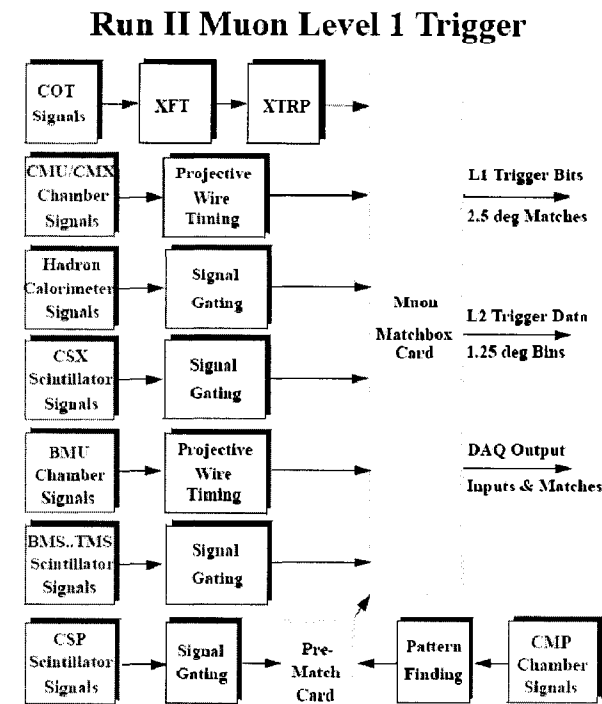 Run II Muon Level 1 Trigger
COT
Signals
XFT
XTRP
CMU/CMX
Chamber
Signals
Projective
Wire
Timing
L1 Trigger Bits
2.5 deg Matches
Hadron
Calorimeter
Signals
Signal
Gating
Muon
Matchbox
Card
L2 Trigger Data
1.25 deg Bins
CSX
Scintillator
Signals
Signal
Gating
BMU
Chamber
Signals
Projective
Wire
Timing
DAQ Output
Inputs & Matches
BMS..TMS
Scintillator
Signals
Signal
Gating
CSP
Scintillator
Signals
Signal
Gating
Pre-
Match
Card
Pattern
Finding
CMP
Chamber
Signals